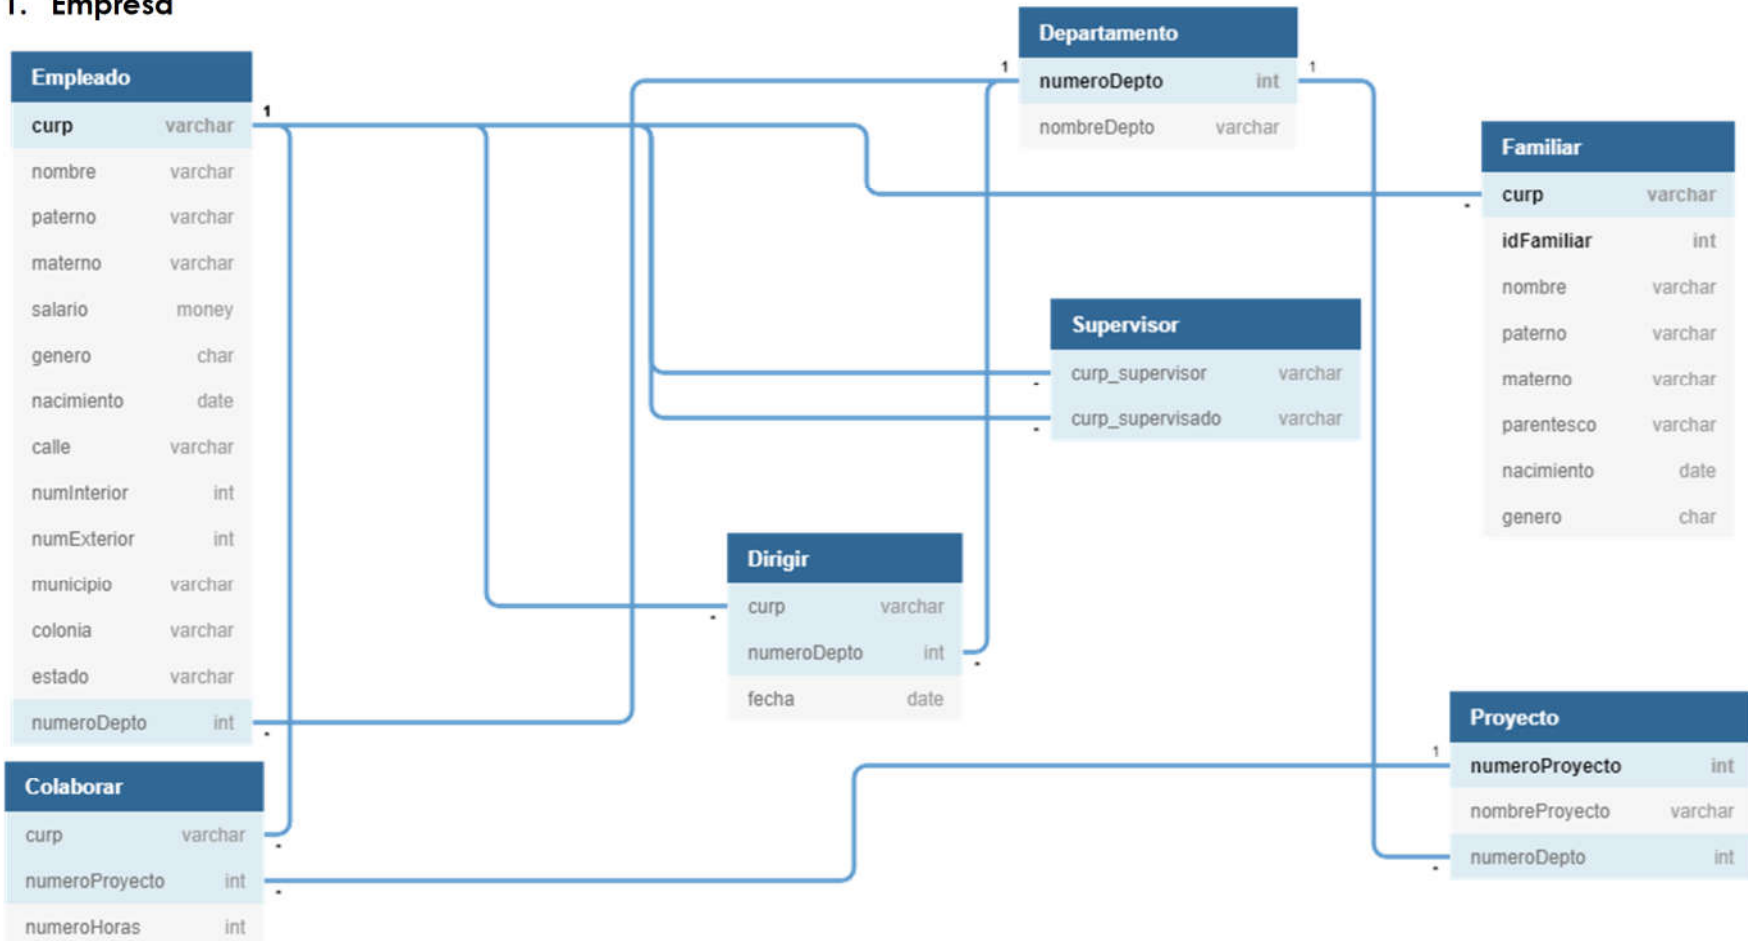 1. Empresa
Empleado
curp varchar
nombre varchar
paterno varchar
materno varchar
salario money
genero char
nacimiento date
calle varchar
numInterior int
numExterior int
municipio varchar
colonia varchar
estado varchar
numeroDepto int
1
*
Colaborar
curp varchar
numeroProyecto int
numeroHoras int
*
*
Departamento
numeroDepto int
nombreDepto varchar
1
1
Supervisor
curp_supervisor varchar
curp_supervisado varchar
*
*
Dirigir
curp varchar
numeroDepto int
fecha date
*
*
Familiar
curp varchar
idFamiliar int
nombre varchar
paterno varchar
materno varchar
parentesco varchar
nacimiento date
genero char
*
Proyecto
numeroProyecto int
nombreProyecto varchar
numeroDepto int
1
*